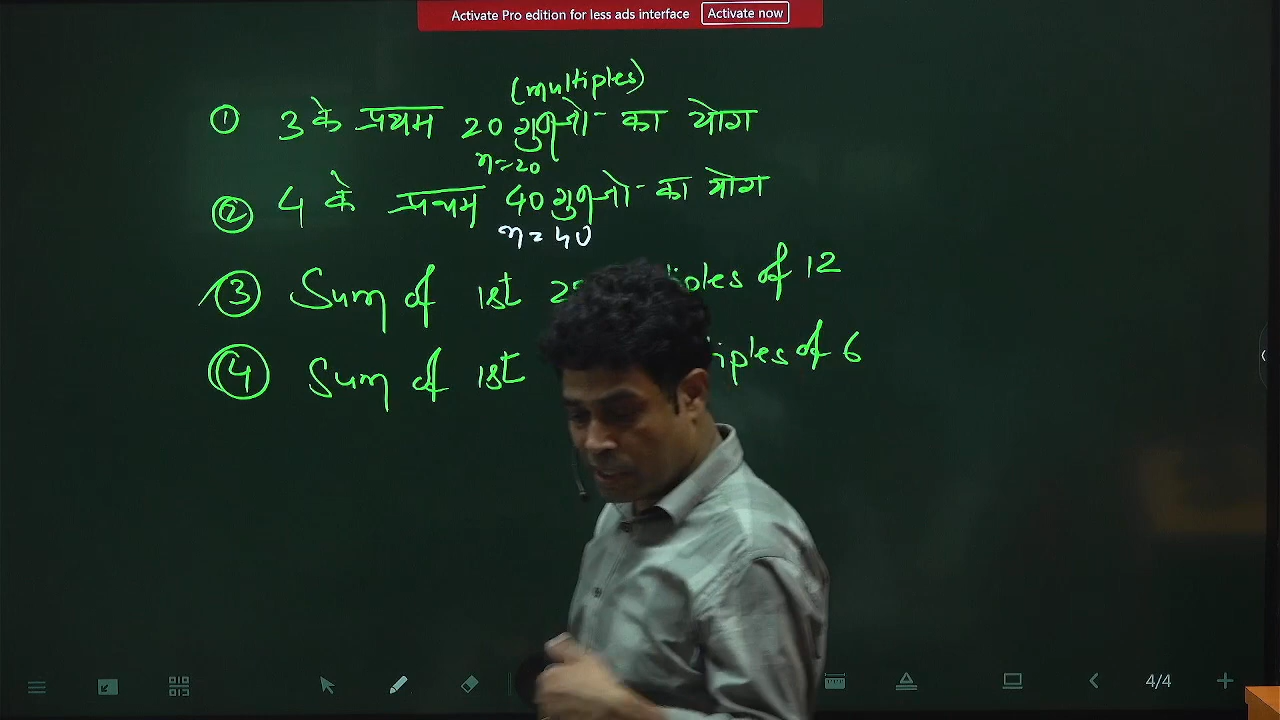 Activate Pro edition for less ads interface Activate now
(multiples)
① 3 के प्रथम 20 गुणजों का योग
n=20
② 4 के प्रथम 40 गुणजों का योग
n=40
③ Sum of 1st of 12
④ Sum of 1st of 6
4/4